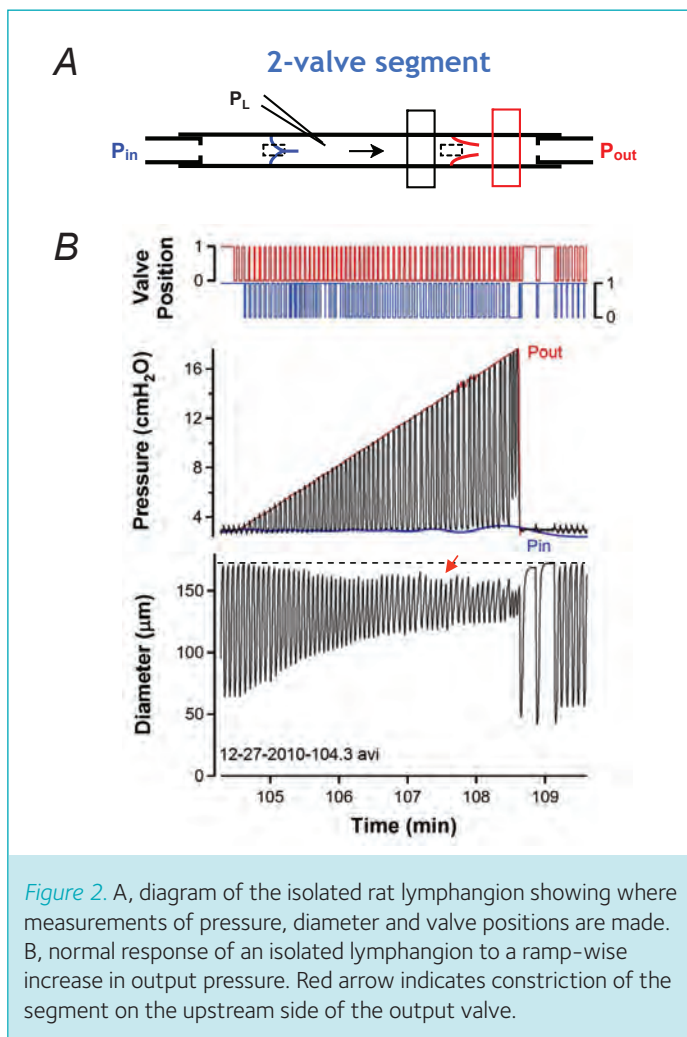 A
2-valve segment
P_L
P_in
P_out
B
Valve Position
1
0
1
0
Pressure (cmH₂O)
16
12
8
4
Pout
Pin
Diameter (µm)
150
100
50
0
12-27-2010-104.3 avi
105 106 107 108 109
Time (min)
Figure 2. A, diagram of the isolated rat lymphangion showing where
measurements of pressure, diameter and valve positions are made.
B, normal response of an isolated lymphangion to a ramp-wise
increase in output pressure. Red arrow indicates constriction of the
segment on the upstream side of the output valve.